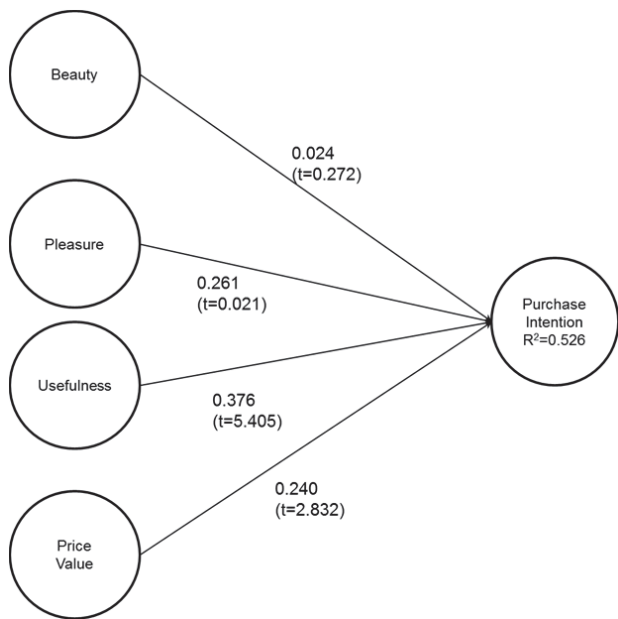 Beauty
0.024
(t=0.272)
Pleasure
0.261
(t=0.021)
Purchase
Intention
R²=0.526
Usefulness
0.376
(t=5.405)
0.240
(t=2.832)
Price
Value